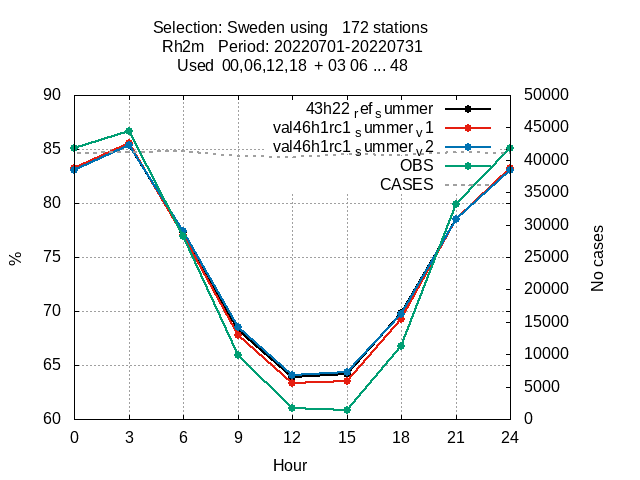 Selection: Sweden using 172 stations
Rh2m Period: 20220701-20220731
Used 00,06,12,18 + 03 06 ... 48
90 50000
43h22 ref summer
45000
val46h1rc1 summer v1
85 val46h1rc1 summer v2
40000
OBS
CASES 35000
80
30000
75 25000
% No cases
20000
70
15000
65 10000
5000
60 0
0 3 6 9 12 15 18 21 24
Hour